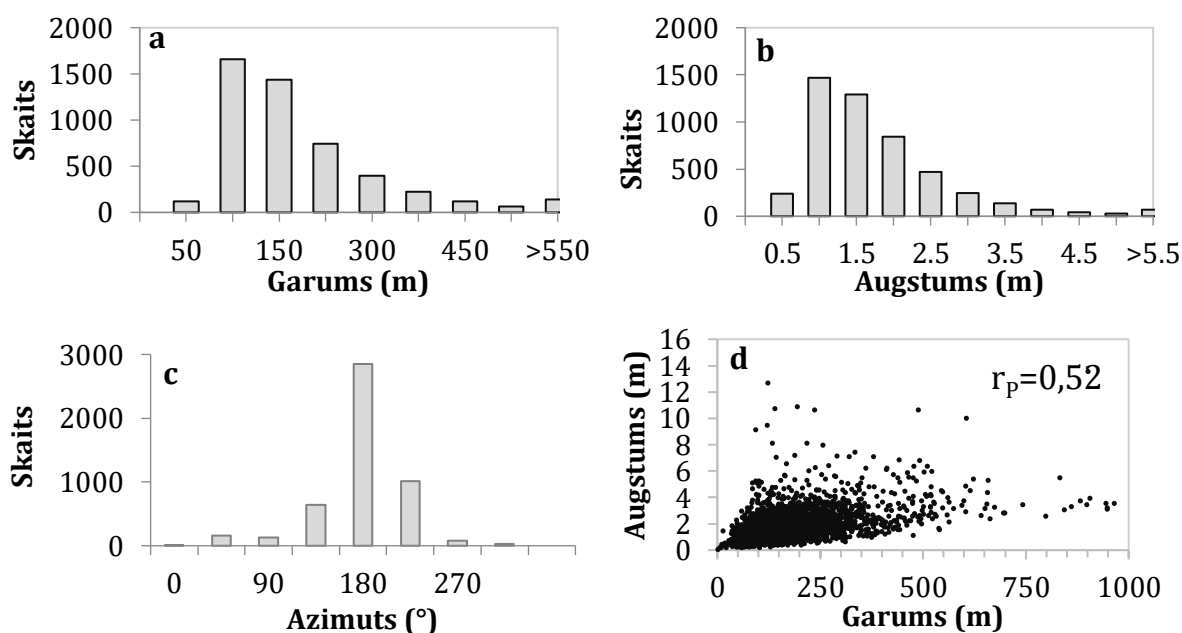 a
Skaits
2000
1500
1000
500
0
50 150 300 450 >550
Garums (m)
b
Skaits
2000
1500
1000
500
0
0.5 1.5 2.5 3.5 4.5 >5.5
Augstums (m)
c
Skaits
3000
2000
1000
0
0 90 180 270
Azimuts (°)
d
rP=0,52
Augstums (m)
16
14
12
10
8
6
4
2
0
0 250 500 750 1000
Garums (m)